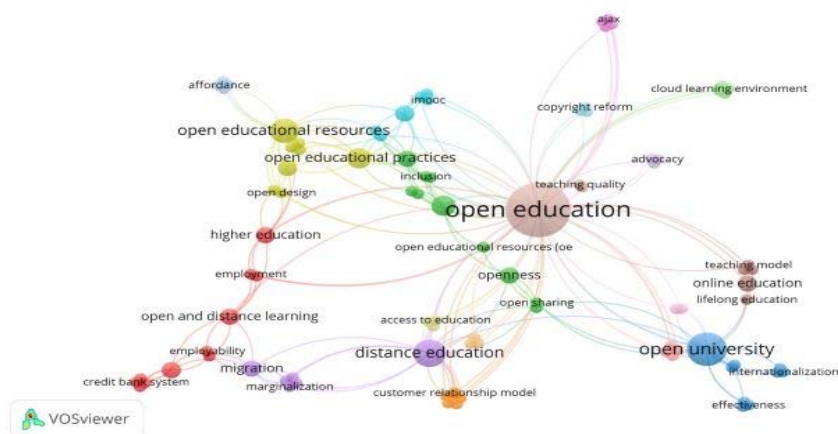 ajax
affordance
cloud learning environment
imooc
copyright reform
open educational resources
open educational practices
advocacy
inclusion
teaching quality
open design
open education
higher education
open educational resources (oe
teaching model
employment
openness
online education
lifelong education
open sharing
open and distance learning
access to education
employability
distance education
open university
migration
internationalization
credit bank system
marginalization
customer relationship model
effectiveness
VOSviewer